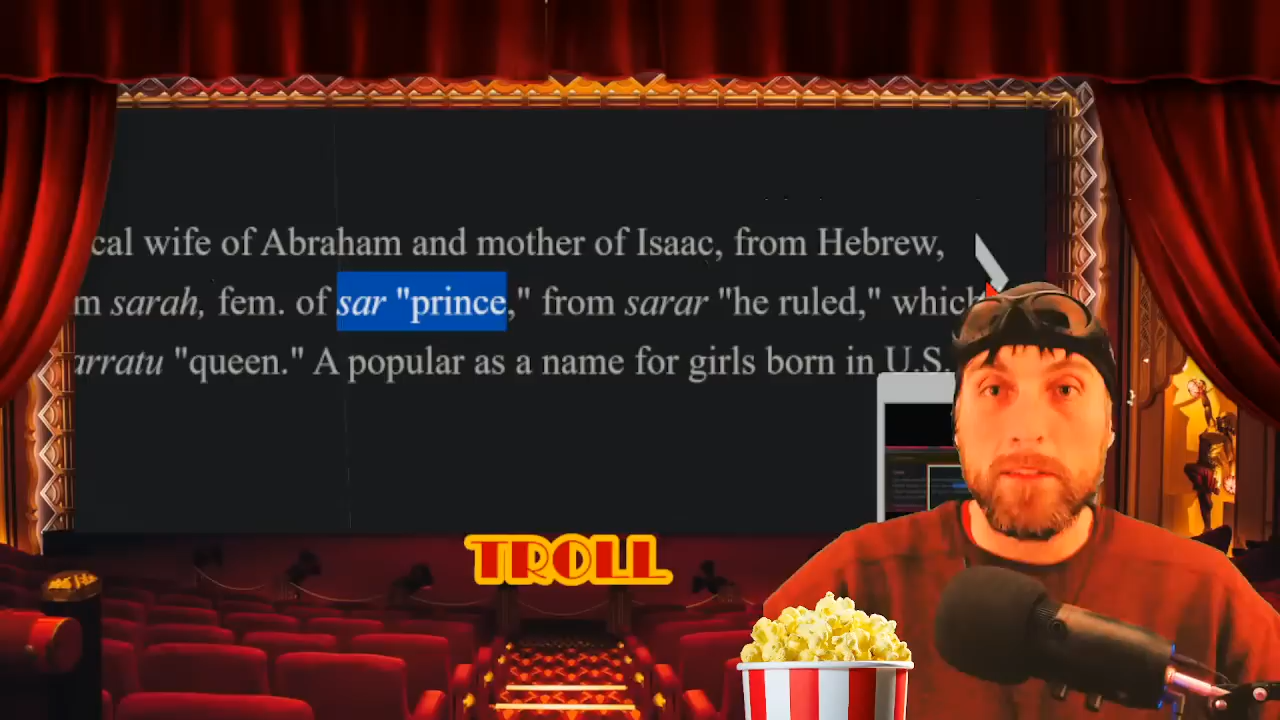 cal wife of Abraham and mother of Isaac, from Hebrew,
m sarah, fem. of sar "prince," from sarar "he ruled," which
arratu "queen." A popular as a name for girls born in U.S.
TROLL